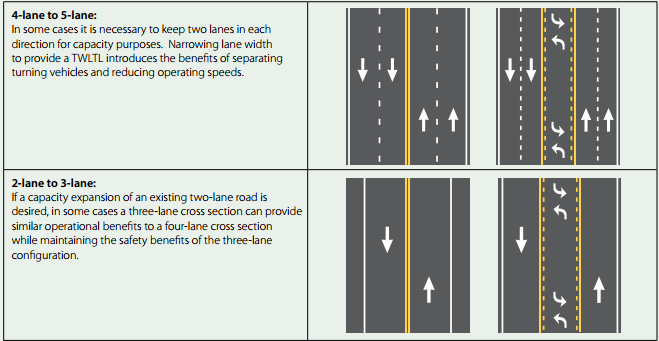 4-lane to 5-lane:
In some cases it is necessary to keep two lanes in each
direction for capacity purposes. Narrowing lane width
to provide a TWLTL introduces the benefits of separating
turning vehicles and reducing operating speeds.
2-lane to 3-lane:
If a capacity expansion of an existing two-lane road is
desired, in some cases a three-lane cross section can provide
similar operational benefits to a four-lane cross section
while maintaining the safety benefits of the three-lane
configuration.